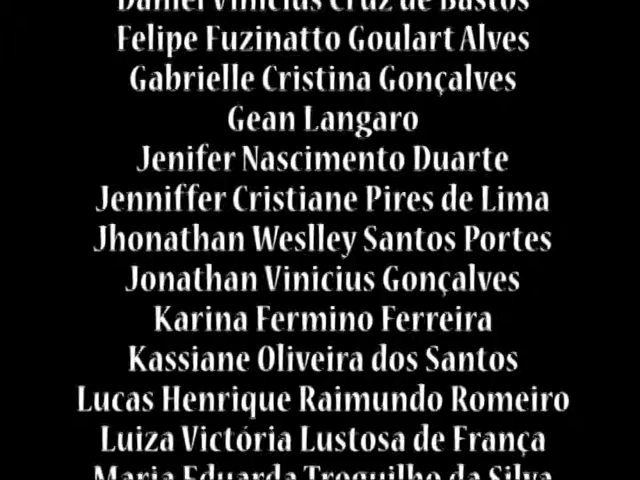 Daniel Vinicius Cruz de Bastos
Felipe Fuzinatto Goulart Alves
Gabrielle Cristina Gonçalves
Gean Langaro
Jenifer Nascimento Duarte
Jenniffer Cristiane Pires de Lima
Jhonathan Weslley Santos Portes
Jonathan Vinicius Gonçalves
Karina Fermino Ferreira
Kassiane Oliveira dos Santos
Lucas Henrique Raimundo Romeiro
Luiza Victória Lustosa de França
Maria Eduarda Troguilho da Silva